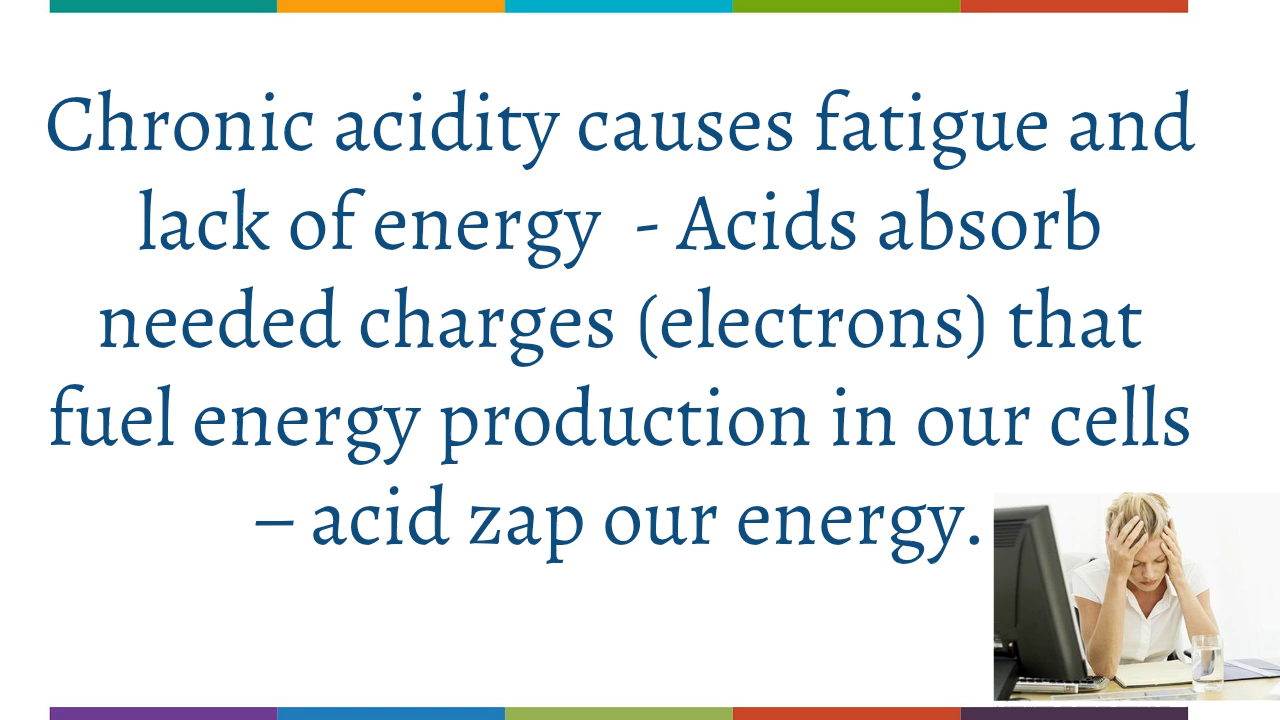 Chronic acidity causes fatigue and
lack of energy  - Acids absorb
needed charges (electrons) that
fuel energy production in our cells
– acid zap our energy.